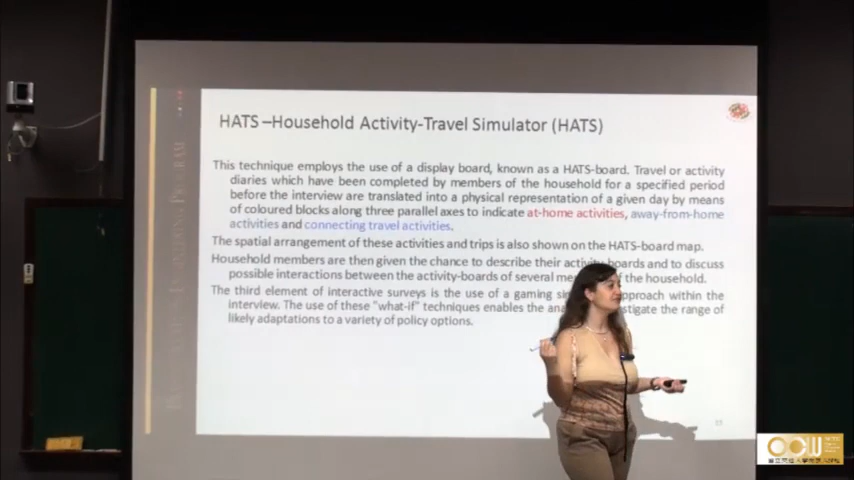 HATS –Household Activity-Travel Simulator (HATS)
This technique employs the use of a display board, known as a HATS-board. Travel or activity
diaries which have been completed by members of the household for a specified period
before the interview are translated into a physical representation of a given day by means
of coloured blocks along three parallel axes to indicate at-home activities, away-from-home
activities and connecting travel activities.
The spatial arrangement of these activities and trips is also shown on the HATS-board map.
Household members are then given the chance to describe their activity-boards and to discuss
possible interactions between the activity-boards of several of the household.
The third element of interactive surveys is the use of a gaming approach within the
interview. The use of these "what-if" techniques enables the the range of
likely adaptations to a variety of policy options.
PROGRAM
OCW